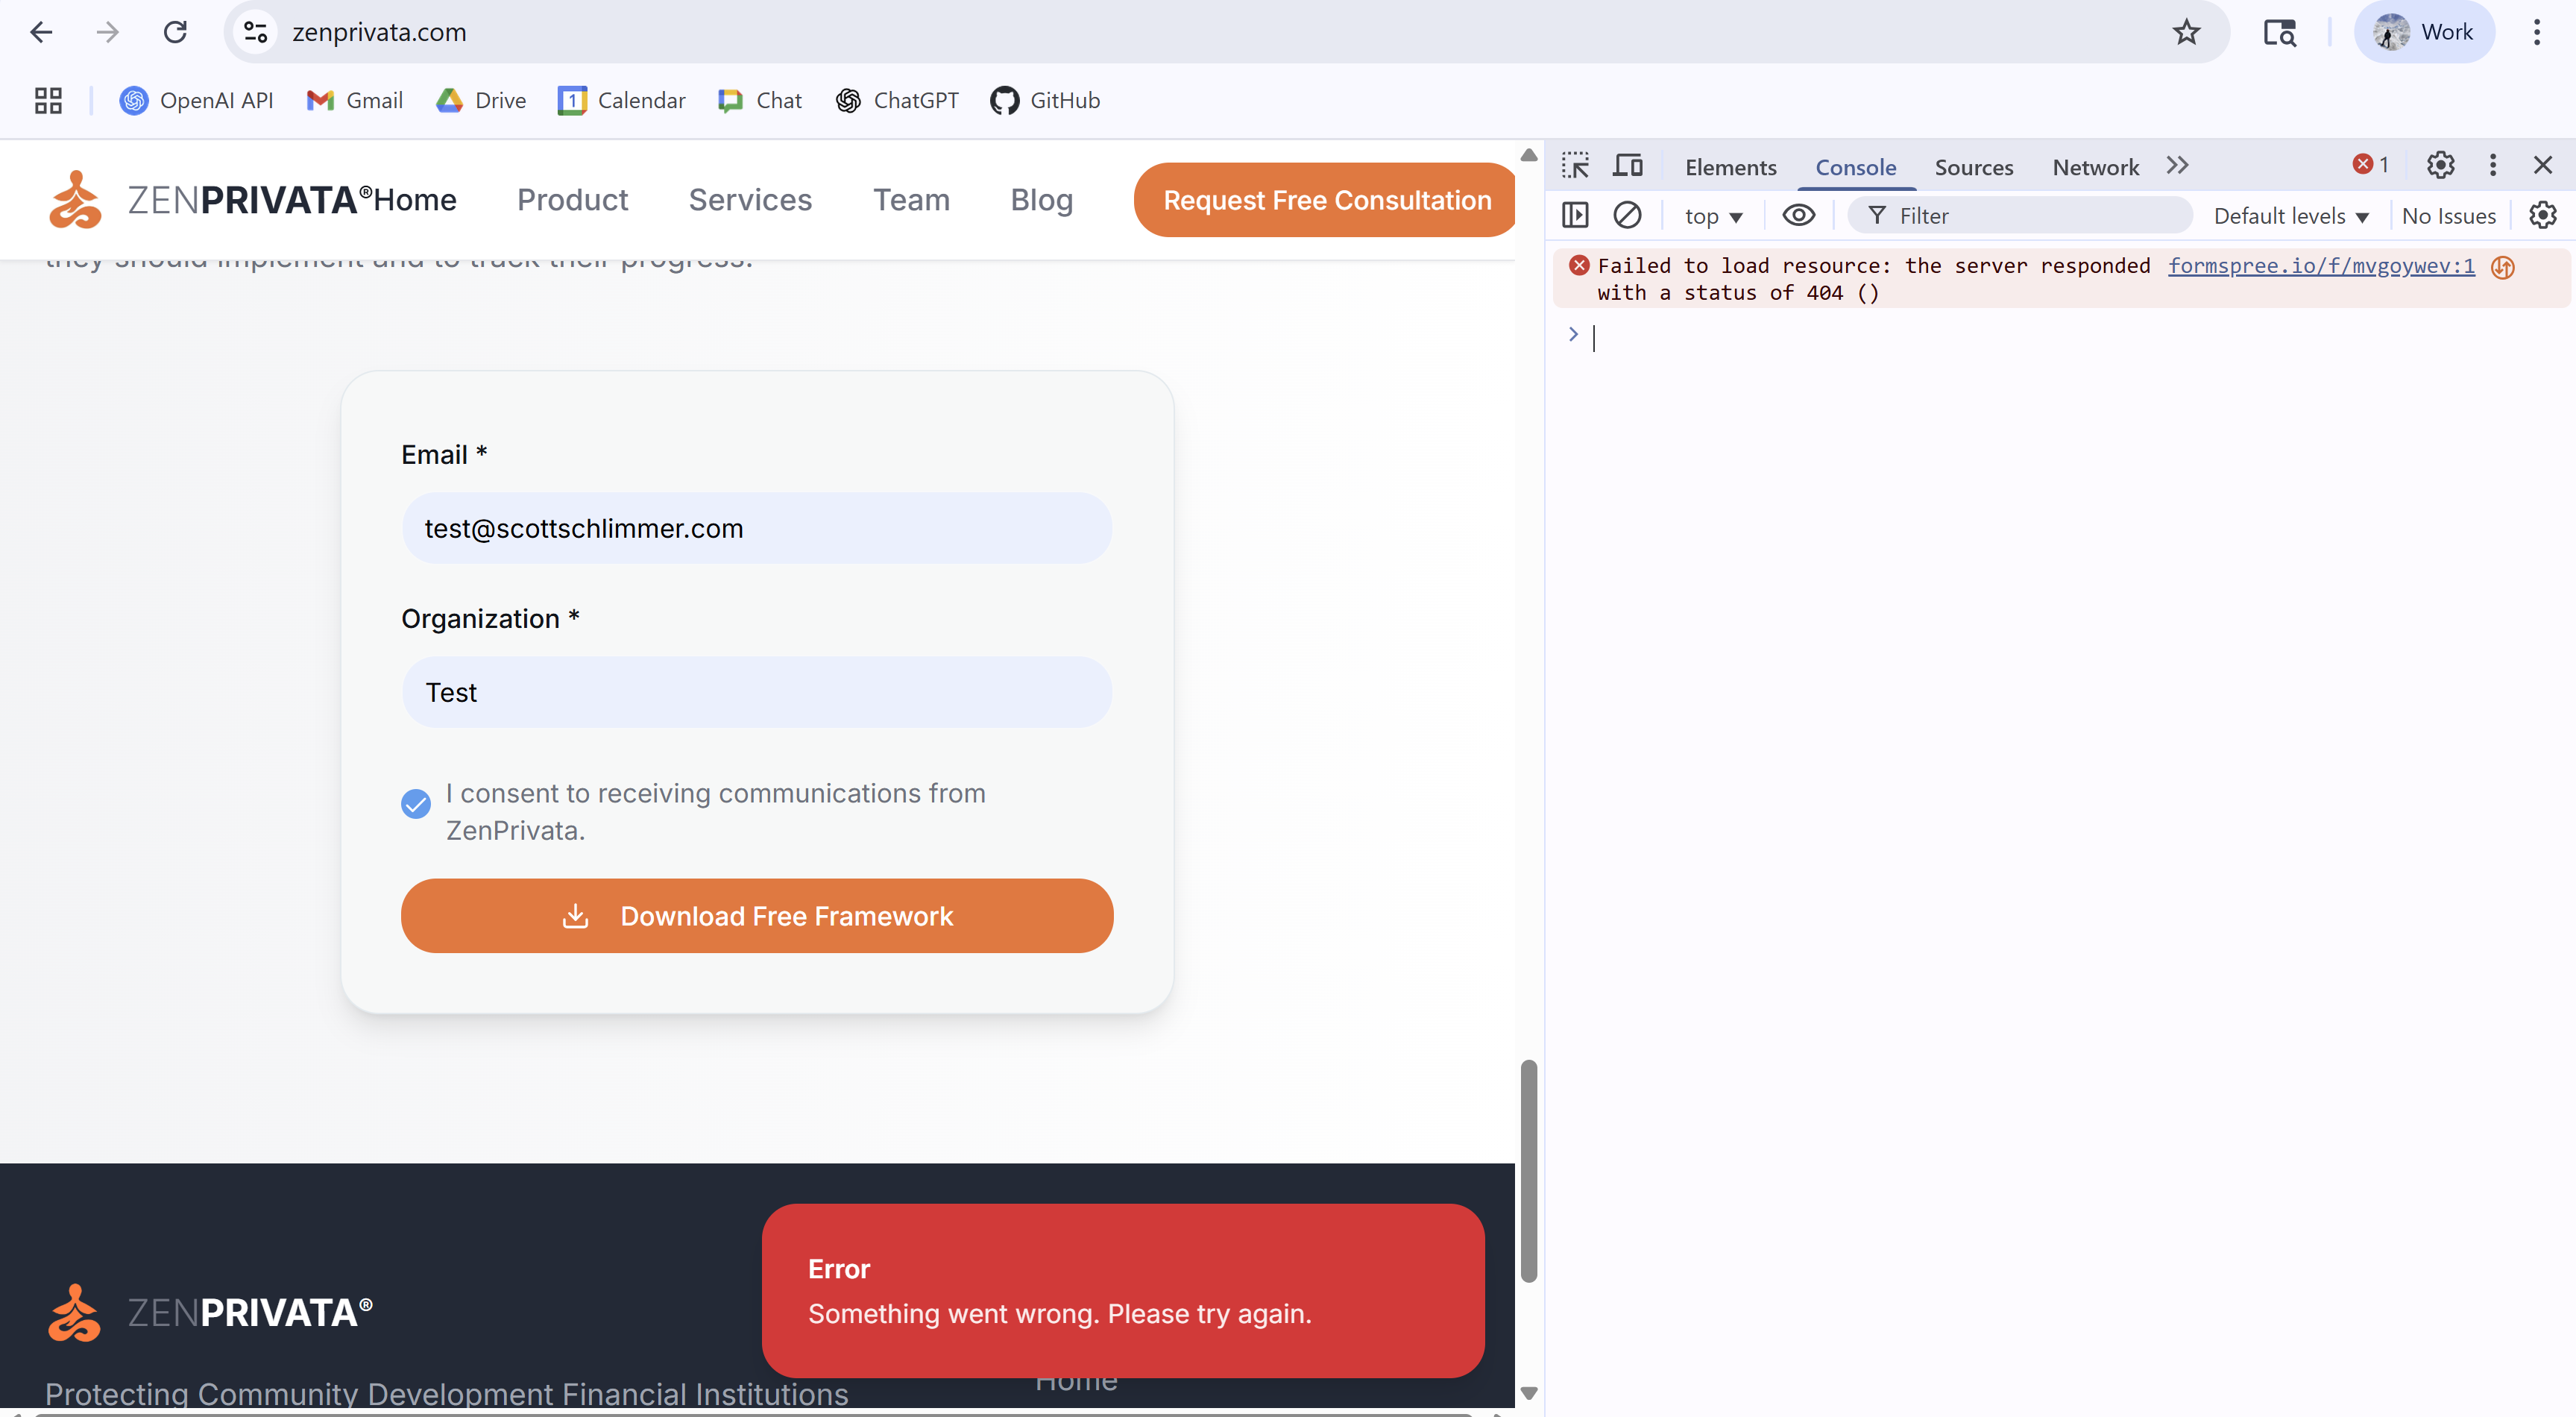 zenprivata.com
Work
OpenAI API
Gmail
Drive
1
Calendar
Chat
ChatGPT
GitHub
ZENPRIVATA®
Home
Product
Services
Team
Blog
Request Free Consultation
they should implement and to track their progress.
Email *
test@scottschlimmer.com
Organization *
Test
I consent to receiving communications from
ZenPrivata.
Download Free Framework
Error
Something went wrong. Please try again.
ZENPRIVATA®
Protecting Community Development Financial Institutions
Home
Elements
Console
Sources
Network
1
top
Filter
Default levels
No Issues
Failed to load resource: the server responded formspree.io/f/mvgoywev:1
with a status of 404 ()